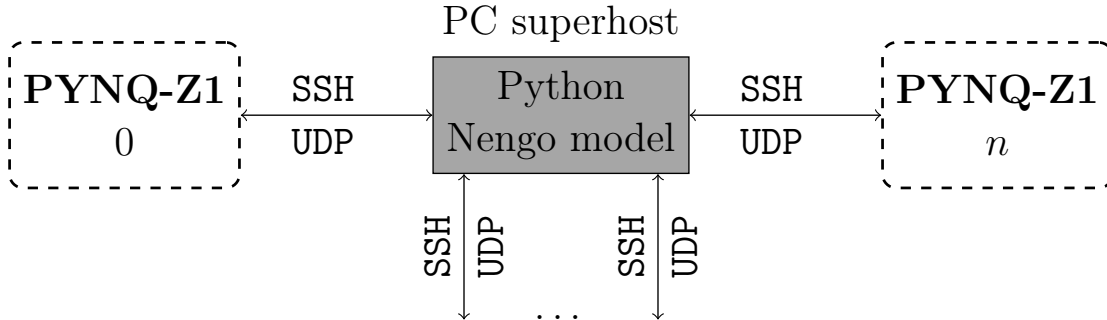 PC superhost
PYNQ-Z1
0
SSH
UDP
Python
Nengo model
SSH
UDP
PYNQ-Z1
n
SSH
UDP
SSH
UDP
...